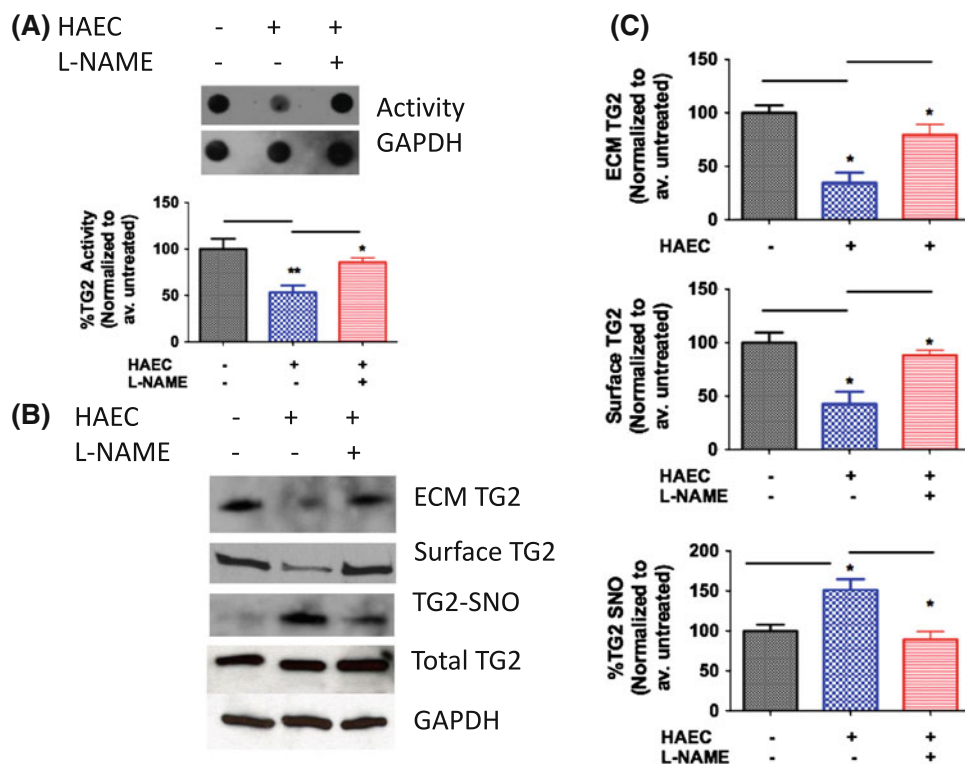 (A)
HAEC - + +
L-NAME - - +
Activity
GAPDH
%TG2 Activity
(Normalized to
av. untreated)
150
100
50
0
**
*
HAEC - + +
L-NAME - - +
(B)
HAEC - + +
L-NAME - - +
ECM TG2
Surface TG2
TG2-SNO
Total TG2
GAPDH
(C)
ECM TG2
(Normalized to
av. untreated)
150
100
50
0
*
*
HAEC - + +
Surface TG2
(Normalized to
av. untreated)
150
100
50
0
*
*
HAEC - + +
L-NAME - - +
%TG2 SNO
(Normalized to
av. untreated)
200
150
100
50
0
*
*
HAEC - + +
L-NAME - - +